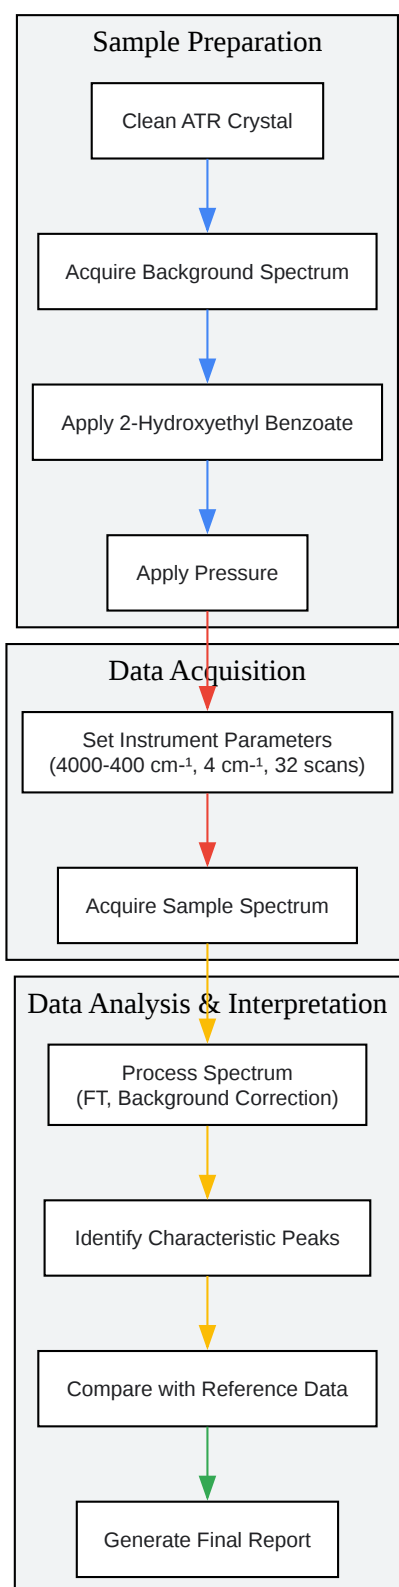 Sample Preparation
Clean ATR Crystal
Acquire Background Spectrum
Apply 2-Hydroxyethyl Benzoate
Apply Pressure
Data Acquisition
Set Instrument Parameters
(4000-400 cm-¹, 4 cm-¹, 32 scans)
Acquire Sample Spectrum
Data Analysis & Interpretation
Process Spectrum
(FT, Background Correction)
Identify Characteristic Peaks
Compare with Reference Data
Generate Final Report